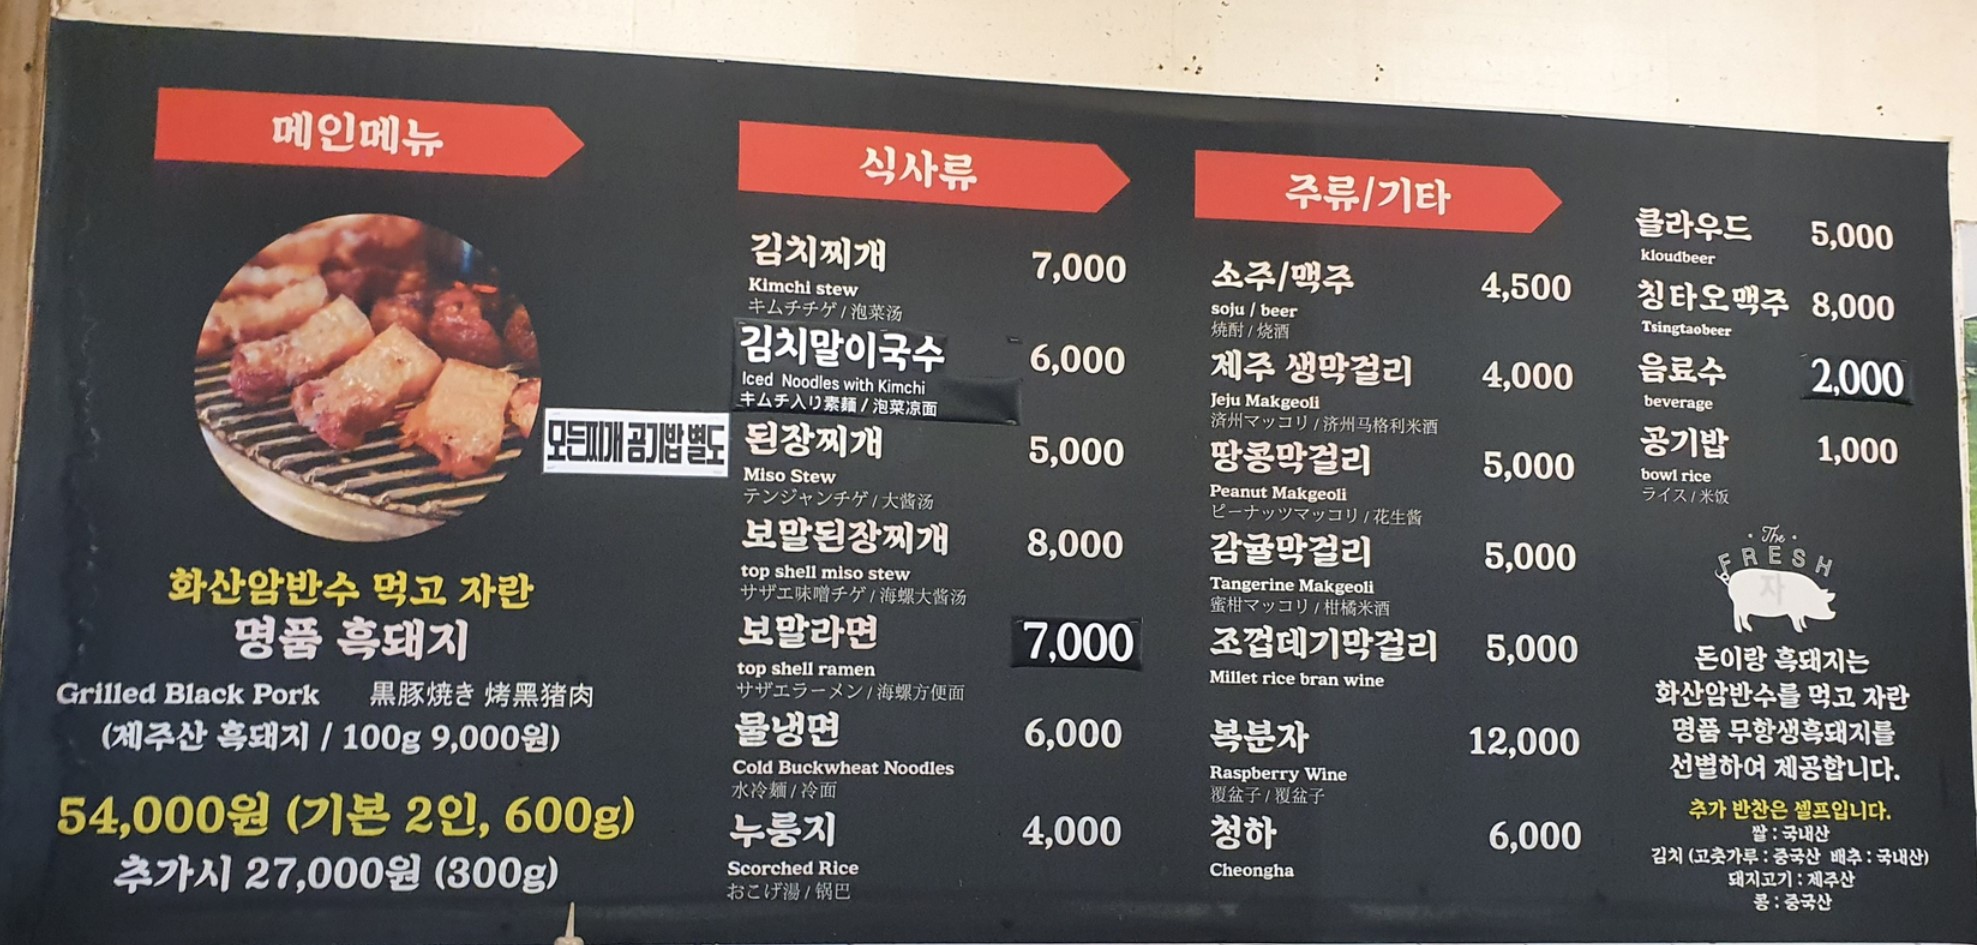 메인메뉴
화산암반수 먹고 자란
명품 흑돼지
Grilled Black Pork 黒豚焼き 烤黑猪肉
(제주산 흑돼지 / 100g 9,000원)
54,000원 (기본 2인, 600g)
추가시 27,000원 (300g)
모든찌개 공기밥 별도
식사류
김치찌개 7,000
Kimchi stew
キムチチゲ / 泡菜汤
김치말이국수 6,000
Iced Noodles with Kimchi
キムチ入り素麺 / 泡菜凉面
된장찌개 5,000
Miso Stew
テンジャンチゲ / 大酱汤
보말된장찌개 8,000
top shell miso stew
サザエ味噌チゲ / 海螺大酱汤
보말라면 7,000
top shell ramen
サザエラーメン / 海螺方便面
물냉면 6,000
Cold Buckwheat Noodles
水冷麺 / 冷面
누룽지 4,000
Scorched Rice
おこげ湯 / 锅巴
주류/기타
소주/맥주 4,500
soju / beer
焼酎 / 烧酒
제주 생막걸리 4,000
Jeju Makgeoli
済州マッコリ / 济州马格利米酒
땅콩막걸리 5,000
Peanut Makgeoli
ピーナッツマッコリ / 花生酱
감귤막걸리 5,000
Tangerine Makgeoli
蜜柑マッコリ / 柑橘米酒
조껍데기막걸리 5,000
Millet rice bran wine
복분자 12,000
Raspberry Wine
覆盆子 / 覆盆子
청하 6,000
Cheongha
클라우드 5,000
kloudbeer
칭타오맥주 8,000
Tsingtaobeer
음료수 2,000
beverage
공기밥 1,000
bowl rice
ライス / 米饭
The
FRESH
자
돈이랑 흑돼지는
화산암반수를 먹고 자란
명품 무항생흑돼지를
선별하여 제공합니다.
추가 반찬은 셀프입니다.
쌀 : 국내산
김치 (고춧가루 : 중국산 배추 : 국내산)
돼지고기 : 제주산
콩 : 중국산